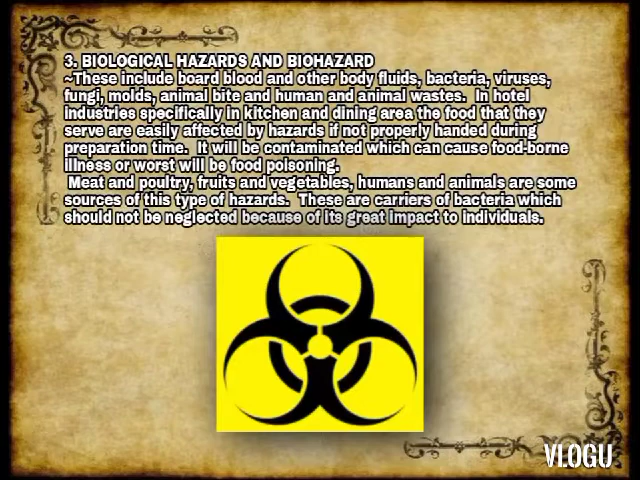 3. BIOLOGICAL HAZARDS AND BIOHAZARD
~These include board blood and other body fluids, bacteria, viruses,
fungi, molds, animal bite and human and animal wastes.  In hotel
industries specifically in kitchen and dining area the food that they
serve are easily affected by hazards if not properly handed during
preparation time.  It will be contaminated which can cause food-borne
illness or worst will be food poisoning.
Meat and poultry, fruits and vegetables, humans and animals are some
sources of this type of hazards.  These are carriers of bacteria which
should not be neglected because of its great impact to individuals.
VLOGU